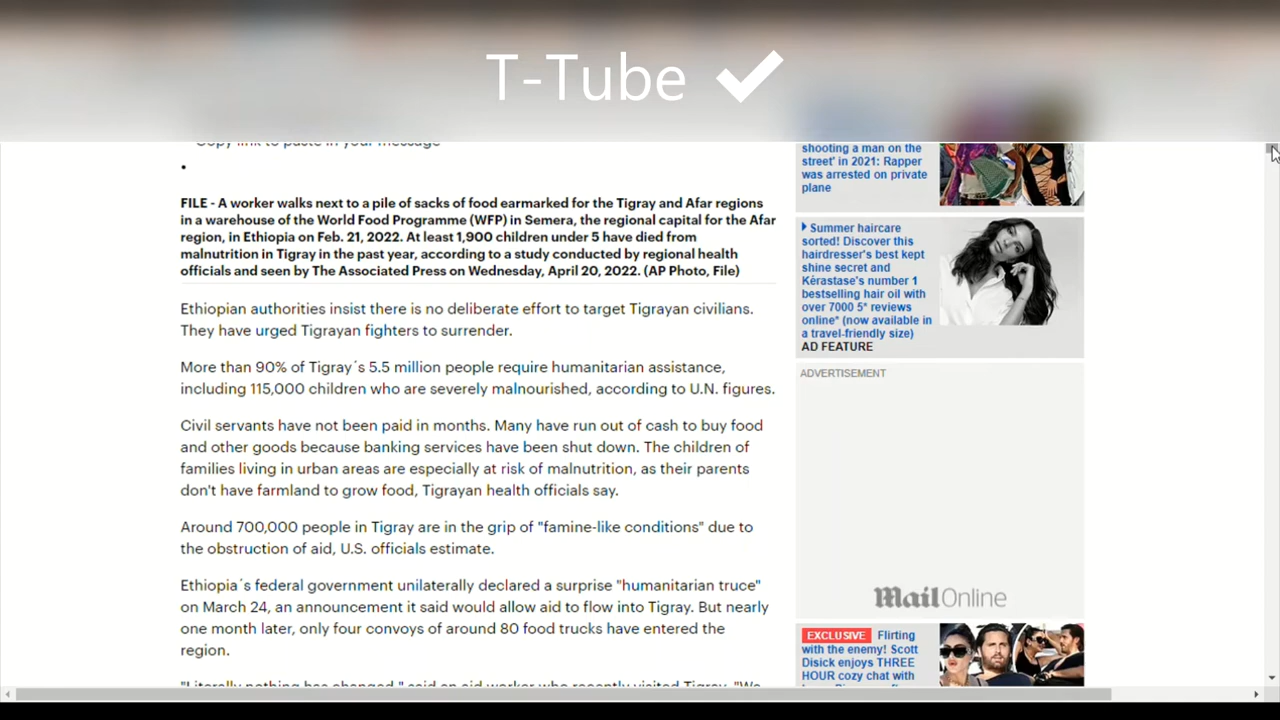 T-Tube
Copy link to paste in your message
FILE - A worker walks next to a pile of sacks of food earmarked for the Tigray and Afar regions
in a warehouse of the World Food Programme (WFP) in Semera, the regional capital for the Afar
region, in Ethiopia on Feb. 21, 2022. At least 1,900 children under 5 have died from
malnutrition in Tigray in the past year, according to a study conducted by regional health
officials and seen by The Associated Press on Wednesday, April 20, 2022. (AP Photo, File)
Ethiopian authorities insist there is no deliberate effort to target Tigrayan civilians.
They have urged Tigrayan fighters to surrender.
More than 90% of Tigray´s 5.5 million people require humanitarian assistance,
including 115,000 children who are severely malnourished, according to U.N. figures.
Civil servants have not been paid in months. Many have run out of cash to buy food
and other goods because banking services have been shut down. The children of
families living in urban areas are especially at risk of malnutrition, as their parents
don't have farmland to grow food, Tigrayan health officials say.
Around 700,000 people in Tigray are in the grip of "famine-like conditions" due to
the obstruction of aid, U.S. officials estimate.
Ethiopia´s federal government unilaterally declared a surprise "humanitarian truce"
on March 24, an announcement it said would allow aid to flow into Tigray. But nearly
one month later, only four convoys of around 80 food trucks have entered the
region.
"Literally nothing has changed," said an aid worker who recently visited Tigray. "We
shooting a man on the
street' in 2021: Rapper
was arrested on private
plane
Summer haircare
sorted! Discover this
hairdresser's best kept
shine secret and
Kérastase's number 1
bestselling hair oil with
over 7000 5* reviews
online* (now available in
a travel-friendly size)
AD FEATURE
ADVERTISEMENT
Mail Online
EXCLUSIVE Flirting
with the enemy! Scott
Disick enjoys THREE
HOUR cozy chat with